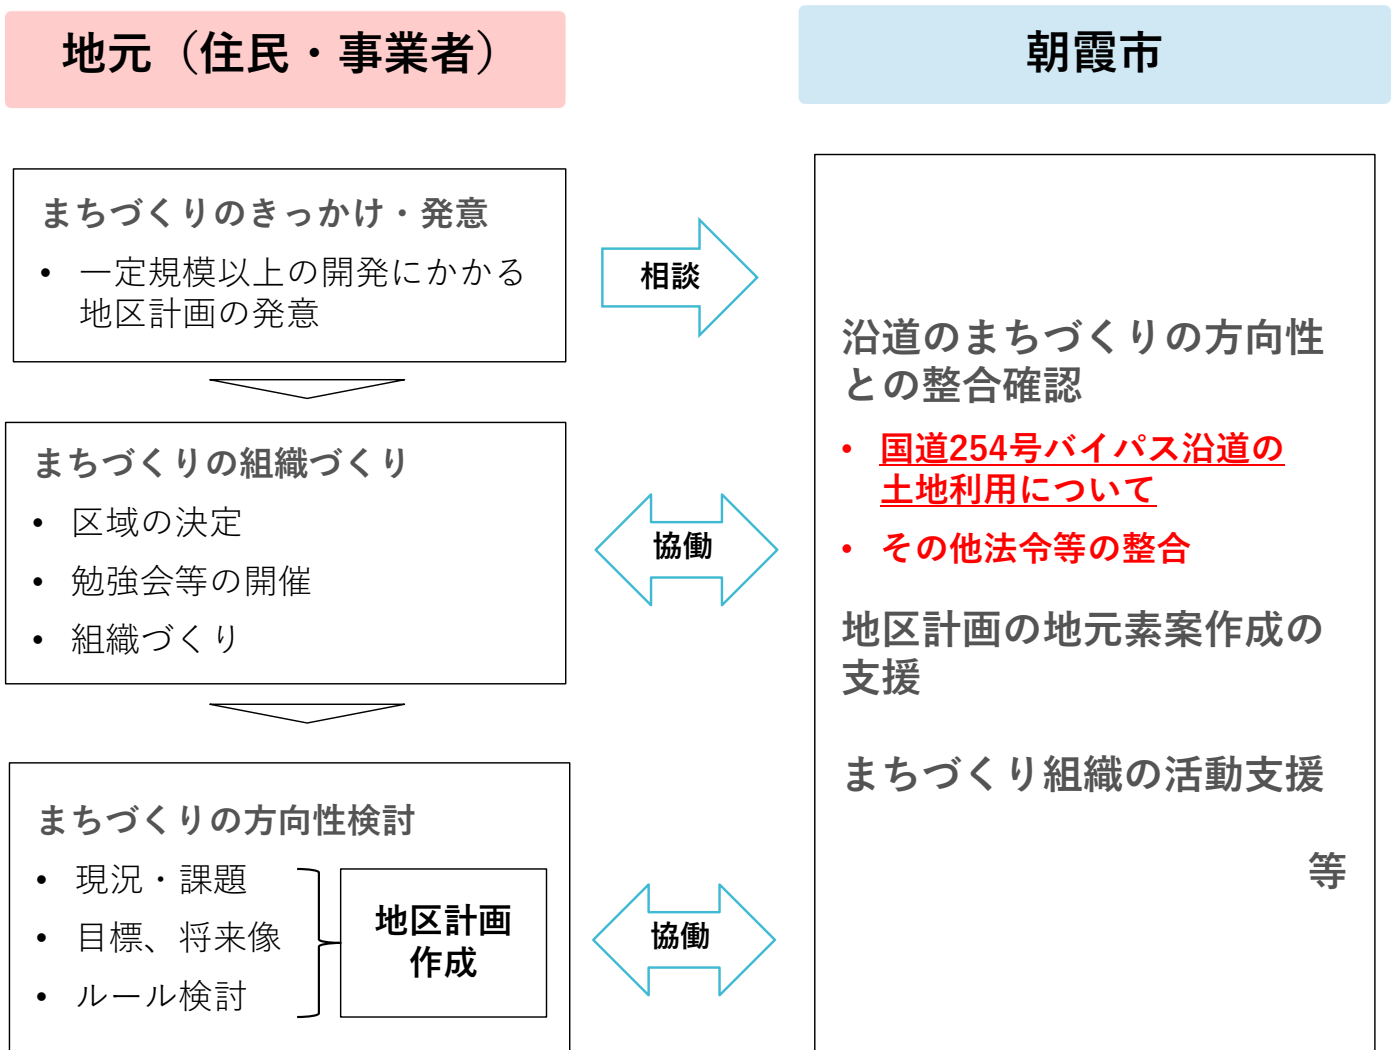 地元（住民・事業者）
朝霞市
まちづくりのきっかけ・発意
• 一定規模以上の開発にかかる
地区計画の発意
相談
まちづくりの組織づくり
• 区域の決定
• 勉強会等の開催
• 組織づくり
協働
まちづくりの方向性検討
• 現況・課題
• 目標、将来像
• ルール検討
地区計画
作成
協働
沿道のまちづくりの方向性
との整合確認
• 国道254号バイパス沿道の
土地利用について
• その他法令等の整合
地区計画の地元素案作成の
支援
まちづくり組織の活動支援
等